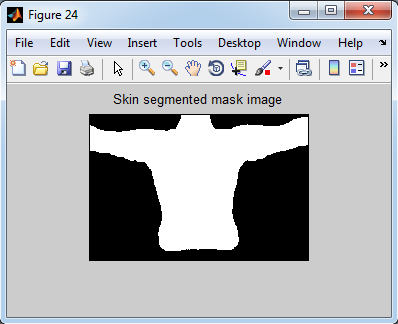 Figure 24
File Edit View Insert Tools Desktop Window Help
Skin segmented mask image